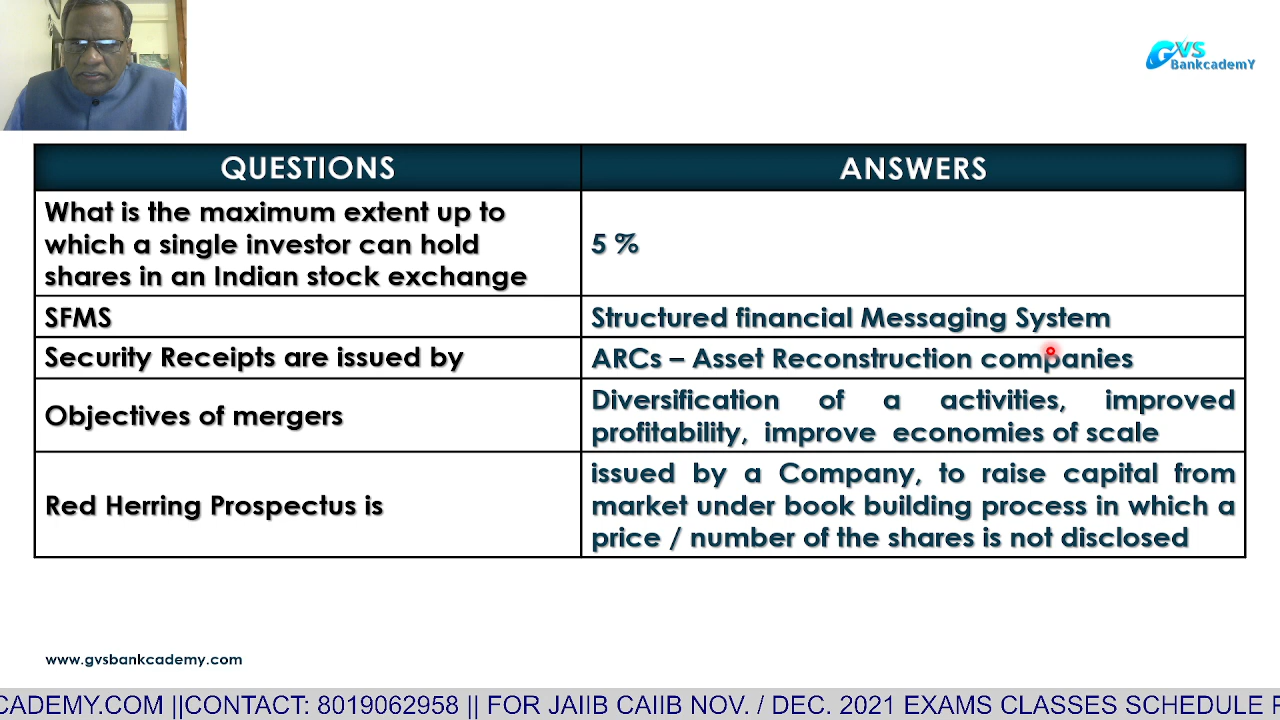 GVS
BankcademY
QUESTIONS
ANSWERS
What is the maximum extent up to
which a single investor can hold
shares in an Indian stock exchange
5 %
SFMS
Structured financial Messaging System
Security Receipts are issued by
ARCs – Asset Reconstruction companies
Objectives of mergers
Diversification of a activities, improved
profitability, improve economies of scale
Red Herring Prospectus is
issued by a Company, to raise capital from
market under book building process in which a
price / number of the shares is not disclosed
www.gvsbankcademy.com
CADEMY.COM ||CONTACT: 8019062958 || FOR JAIIB CAIIB NOV. / DEC. 2021 EXAMS CLASSES SCHEDULE